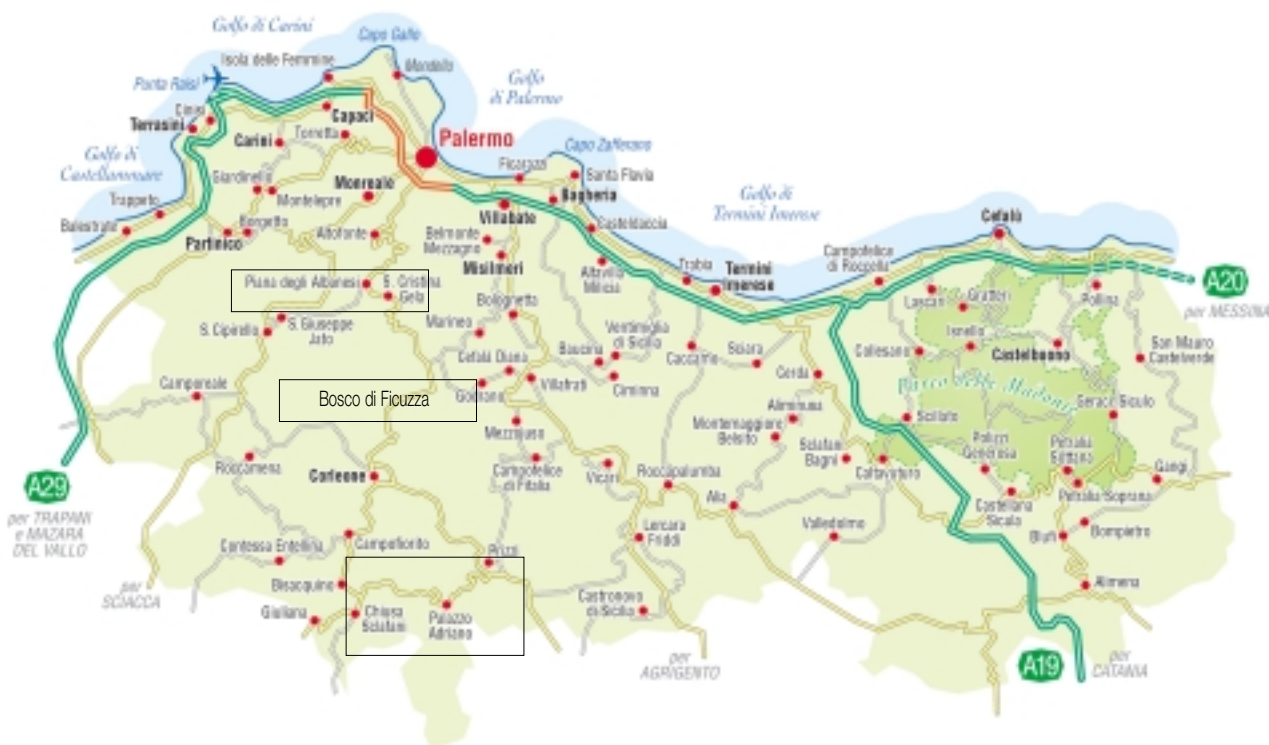 Golfo di Carini
Capo Gallo
Isola delle Femmine
Mondello
Golfo
di Palermo
Punta Raisi
Cinisi
Terrasini
Capaci
Carini
Torretta
Palermo
Capo Zafferano
Golfo di
Castellammare
Ficarazzi
Santa Flavia
Giardinello
Monreale
Bagheria
Golfo di
Termini Imerese
Trappeto
Montelepre
Villabate
Casteldaccia
Cefalù
Balestrate
Borgetto
Partinico
Altofonte
Belmonte
Mezzagno
Campofelice
di Roccella
Misilmeri
Altavilla
Milicia
Trabia
Termini
Imerese
A20
per MESSINA
Piana degli Albanesi
S. Cristina
Gela
Lascari
Gratteri
Pollina
Bolognetta
S. Cipirello
S. Giuseppe
Jato
Marineo
Ventimiglia
di Sicilia
Isnello
San Mauro
Castelverde
Cefalà Diana
Baucina
Caccamo
Sciara
Collesano
Castelbuono
Camporeale
Godrano
Villafrati
Ciminna
Cerda
Parco delle Madonie
Bosco di Ficuzza
Aliminusa
Geraci Siculo
Mezzojuso
Montemaggiore
Belsito
Scillato
Roccamena
Corleone
Campofelice
di Fitalia
Vicari
Roccapalumba
Sclafani
Bagni
Caltavuturo
Polizzi
Generosa
Petralia
Sottana
Gangi
A29
Alia
Petralia Soprana
Castellana
Sicula
per TRAPANI
e MAZARA
DEL VALLO
Lercara
Friddi
Valledolmo
Bompietro
Blufi
Contessa Entellina
Campofiorito
Prizzi
per
SCIACCA
Bisacquino
Alimena
Giuliana
Chiusa
Sclafani
Palazzo
Adriano
Castronovo
di Sicilia
per
AGRIGENTO
A19
per
CATANIA